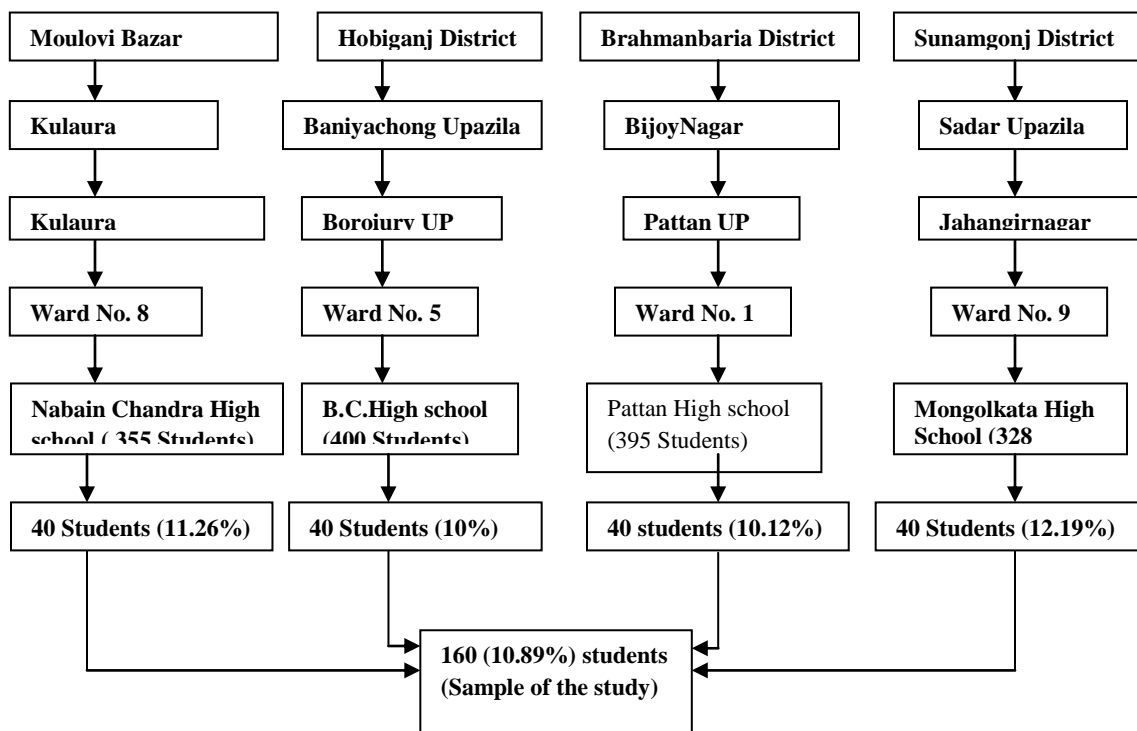 Moulovi Bazar
Hobiganj District
Brahmanbaria District
Sunamgonj District
Kulaura
Baniyachong Upazila
BijoyNagar
Sadar Upazila
Kulaura
Boroiury UP
Pattan UP
Jahangirnagar
Ward No. 8
Ward No. 5
Ward No. 1
Ward No. 9
Nabain Chandra High
school ( 355 Students)
B.C.High school
(400 Students)
Pattan High school
(395 Students)
Mongolkata High
School (328
40 Students (11.26%)
40 Students (10%)
40 students (10.12%)
40 Students (12.19%)
160 (10.89%) students
(Sample of the study)